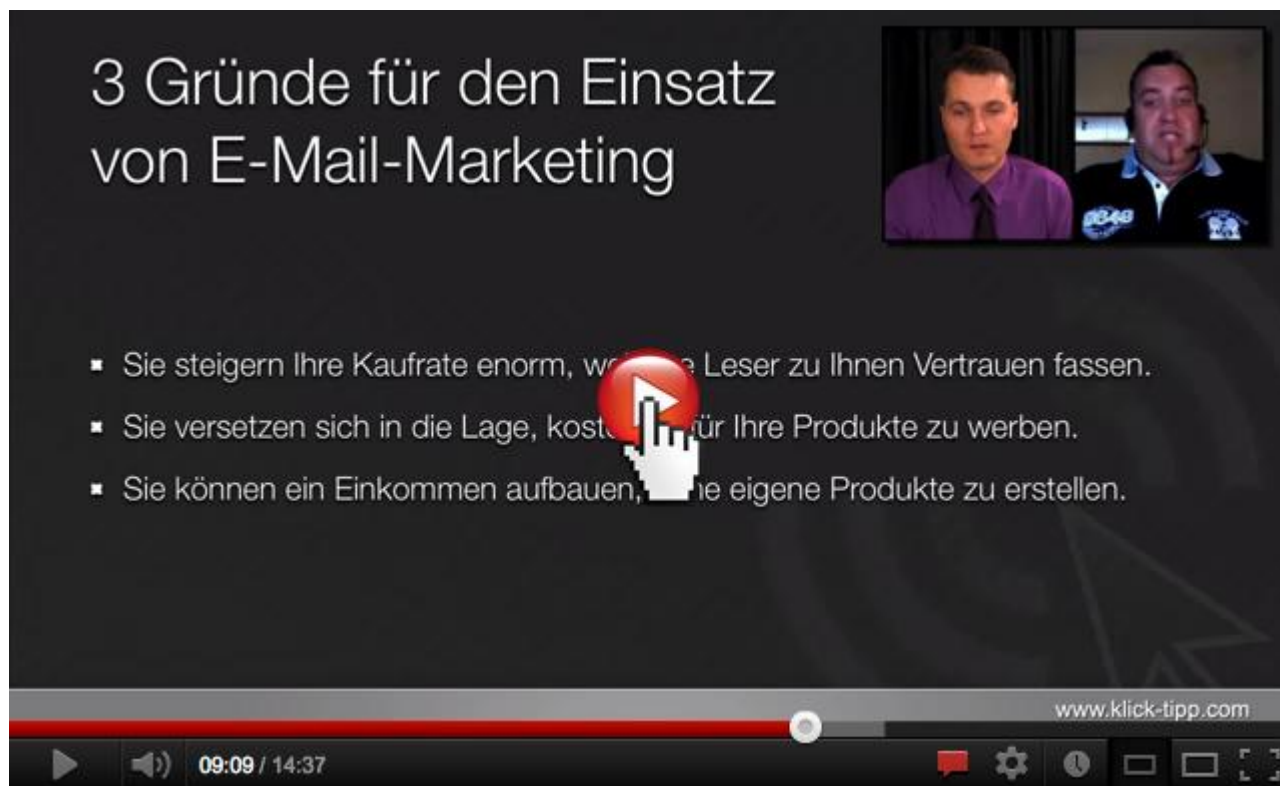 3 Gründe für den Einsatz
von E-Mail-Marketing
8848
▪ Sie steigern Ihre Kaufrate enorm, Leser zu Ihnen Vertrauen fassen.
▪ Sie versetzen sich in die Lage, für Ihre Produkte zu werben.
▪ Sie können ein Einkommen aufbauen, eigene Produkte zu erstellen.
www.klick-tipp.com
09:09 / 14:37